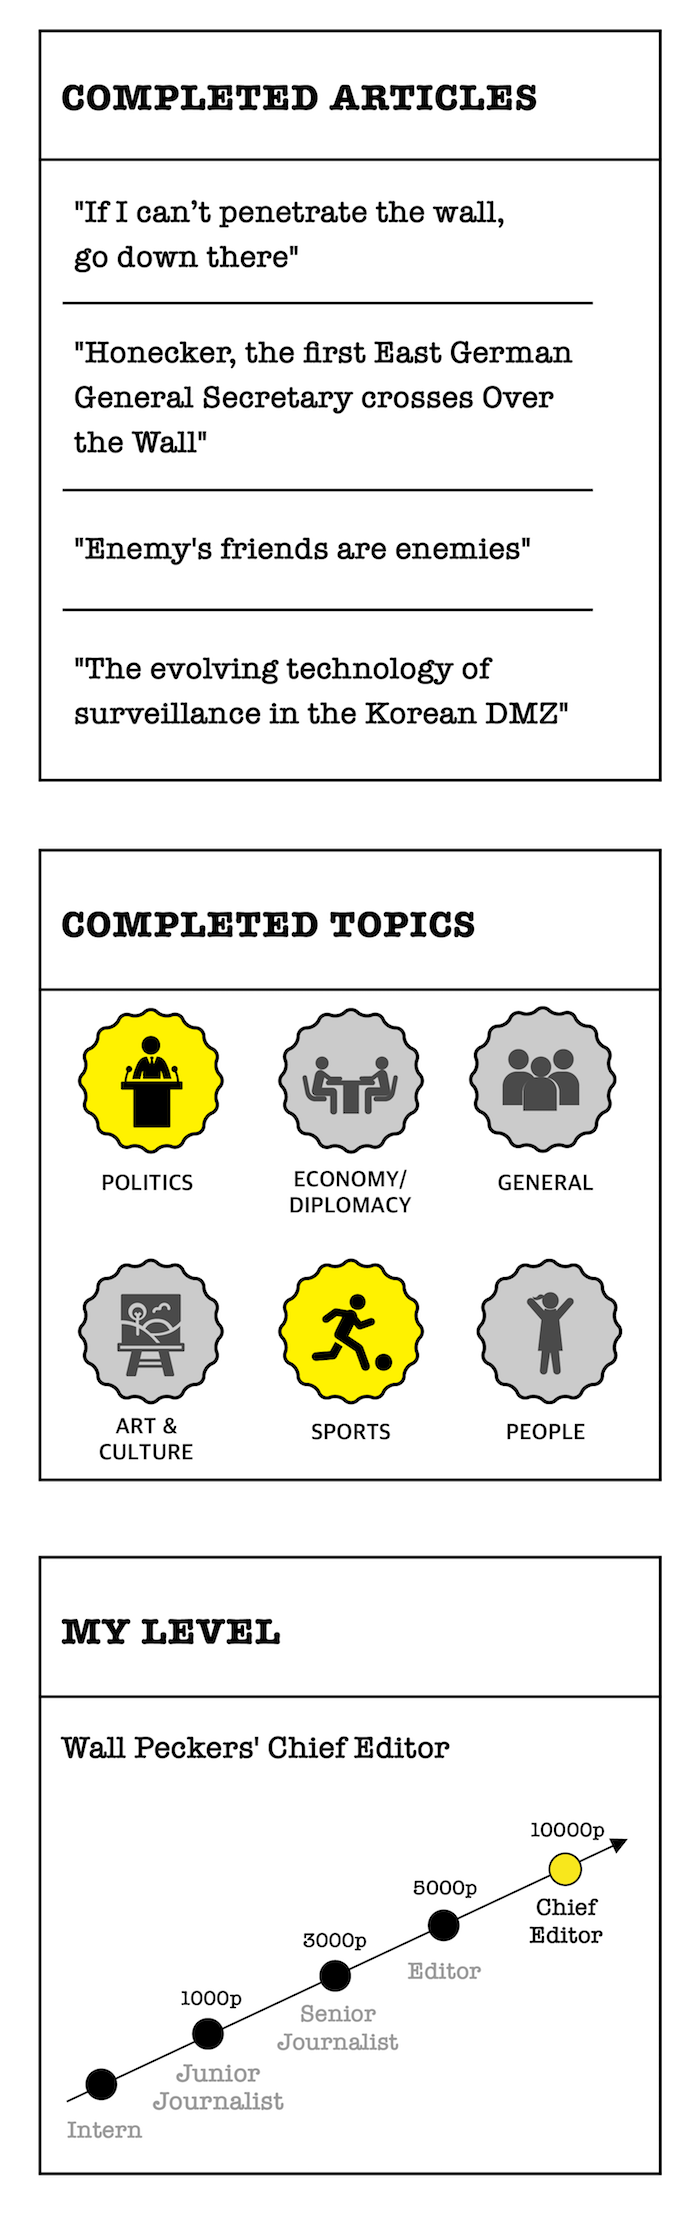 COMPLETED ARTICLES
"If I can’t penetrate the wall,
go down there"
"Honecker, the first East German
General Secretary crosses Over
the Wall"
"Enemy's friends are enemies"
"The evolving technology of
surveillance in the Korean DMZ"
COMPLETED TOPICS
POLITICS
ECONOMY/
DIPLOMACY
GENERAL
ART &
CULTURE
SPORTS
PEOPLE
MY LEVEL
Wall Peckers' Chief Editor
10000p
Chief
Editor
5000p
Editor
3000p
Senior
Journalist
1000p
Junior
Journalist
Intern